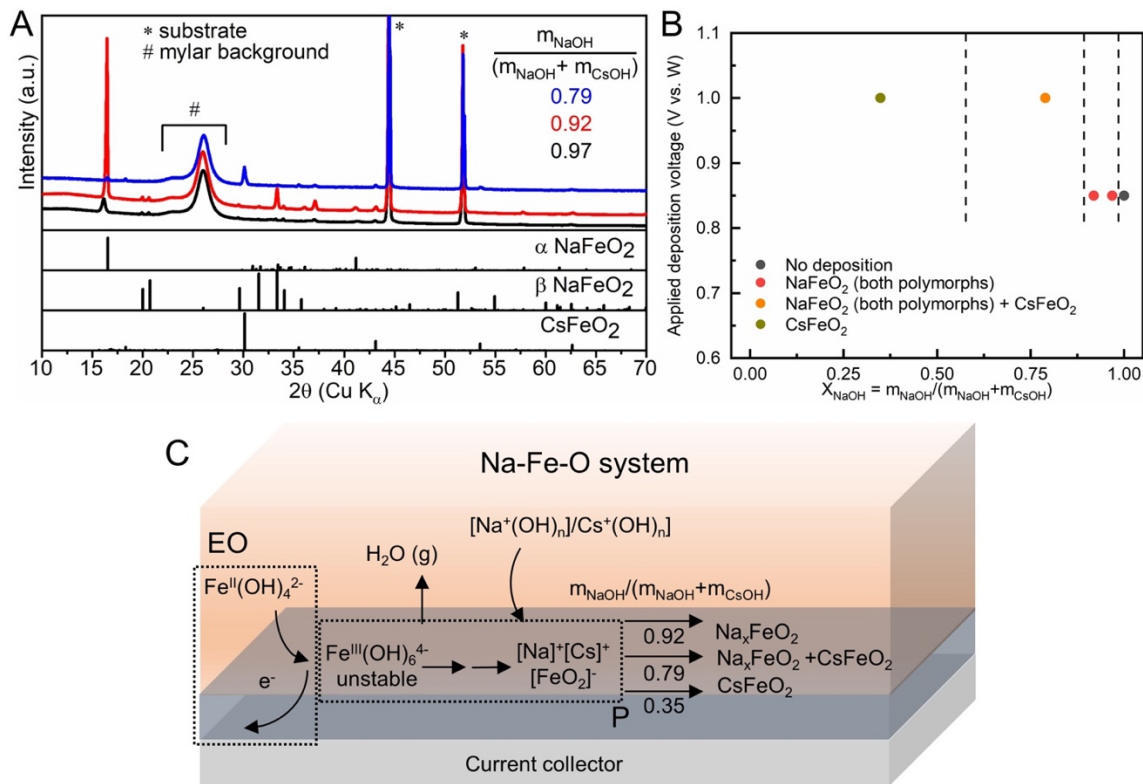 A
* substrate
# mylar background
*
*
#
m_NaOH
(m_NaOH + m_CsOH)
0.79
0.92
0.97
Intensity (a.u.)
α NaFeO₂
β NaFeO₂
CsFeO₂
10 15 20 25 30 35 40 45 50 55 60 65 70
2θ (Cu K_α)
B
1.1
1.0
0.9
0.8
0.7
0.6
Applied deposition voltage (V vs. W)
No deposition
NaFeO₂ (both polymorphs)
NaFeO₂ (both polymorphs) + CsFeO₂
CsFeO₂
0.00 0.25 0.50 0.75 1.00
X_NaOH = m_NaOH/(m_NaOH+m_CsOH)
C
Na-Fe-O system
[Na⁺(OH)ₙ]/Cs⁺(OH)ₙ]
EO
H₂O (g)
Fe^II(OH)₄²⁻
m_NaOH/(m_NaOH+m_CsOH)
e⁻
Fe^III(OH)₆⁴⁻
unstable
[Na]⁺[Cs]⁺
[FeO₂]⁻
P
0.92
NaₓFeO₂
0.79
NaₓFeO₂ +CsFeO₂
0.35
CsFeO₂
Current collector